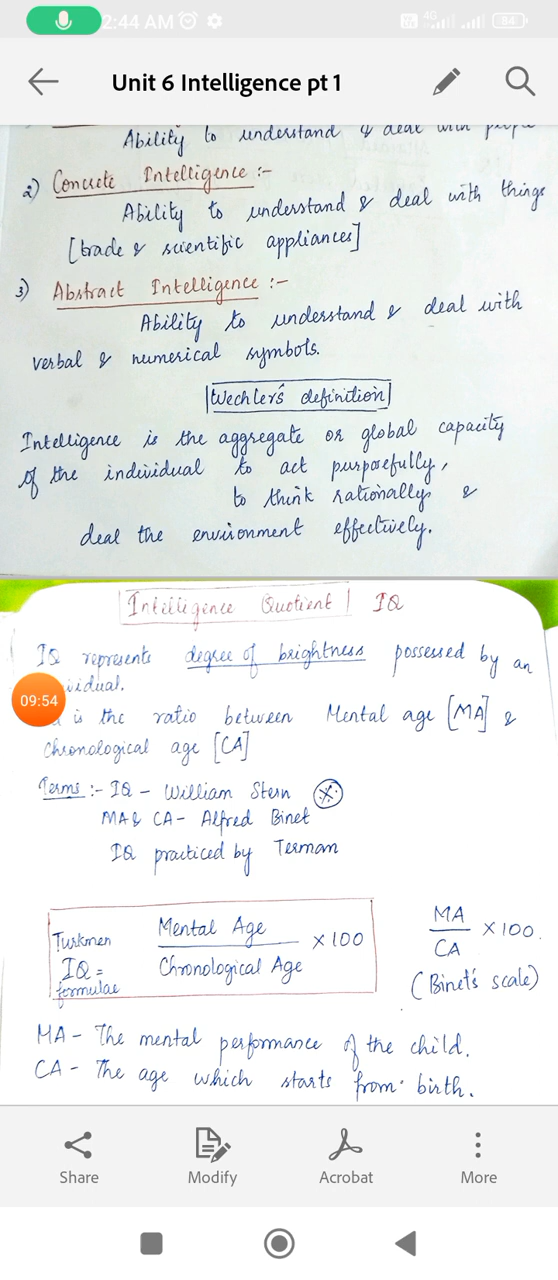 2:44 AM
4G
84
Unit 6 Intelligence pt 1
Ability to understand & deal with
2) Concrete Intelligence :-
Ability to understand & deal with things
[trade & scientific appliances]
3) Abstract Intelligence :-
Ability to understand & deal with
verbal & numerical symbols.
Wechler's definition
Intelligence is the aggregate or global capacity
of the individual to act purposefully,
to think rationally &
deal the environment effectively.
Intelligence Quotient IQ
IQ represents degree of brightness possessed by an
vidual.
09:54
is the ratio between Mental age [MA] &
Chronological age [CA]
Terms :- IQ - William Stern
MA & CA - Alfred Binet
IQ practiced by Terman
Turkmen IQ = formulae Mental Age / Chronological Age × 100
MA / CA × 100
(Binet's scale)
MA - The mental performance of the child.
CA - The age which starts from birth.
Share Modify Acrobat More